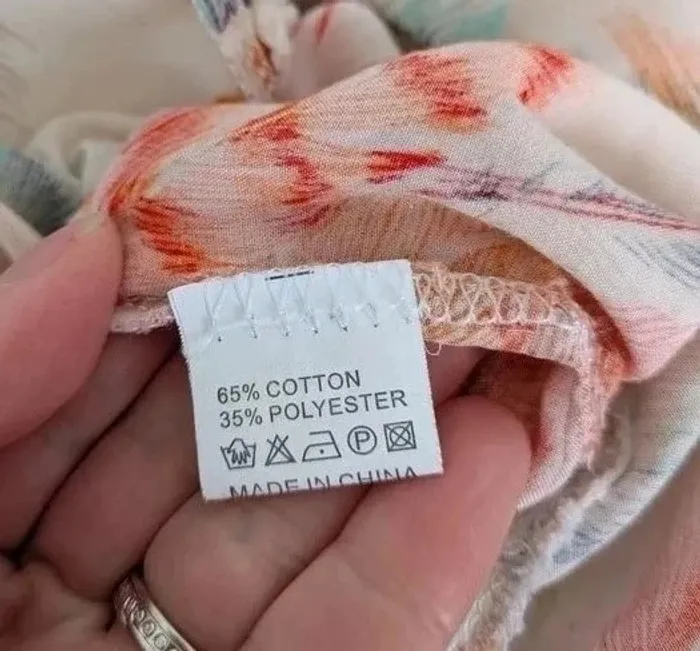 65% COTTON
35% POLYESTER
P
MADE IN CHINA